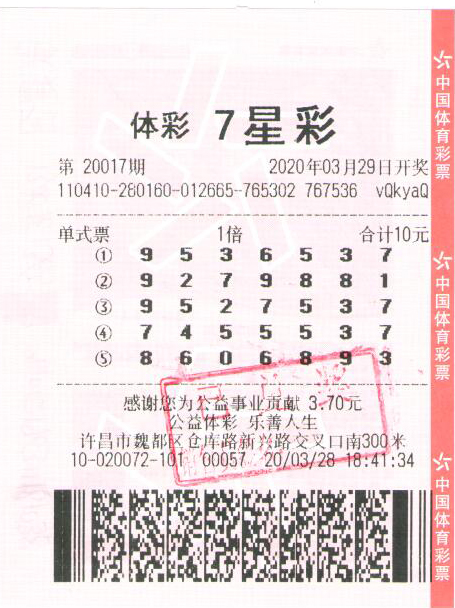 体彩 7星彩
第 20017期 2020年03月29日开奖
110410-280160-012665-765302 767536 vQkyaQ
单式票 1倍 合计10元
① 9 5 3 6 5 3 7
② 9 2 7 9 8 8 1
③ 9 5 2 7 5 3 7
④ 7 4 5 5 5 3 7
⑤ 8 6 0 6 8 9 3
感谢您为公益事业贡献 3.70元
公益体彩 乐善人生
许昌市魏都区仓库路新兴路交叉口南300米
10-020072-101 00057 20/03/28 18:41:34
中国体育彩票
中国体育彩票
中国体育彩票